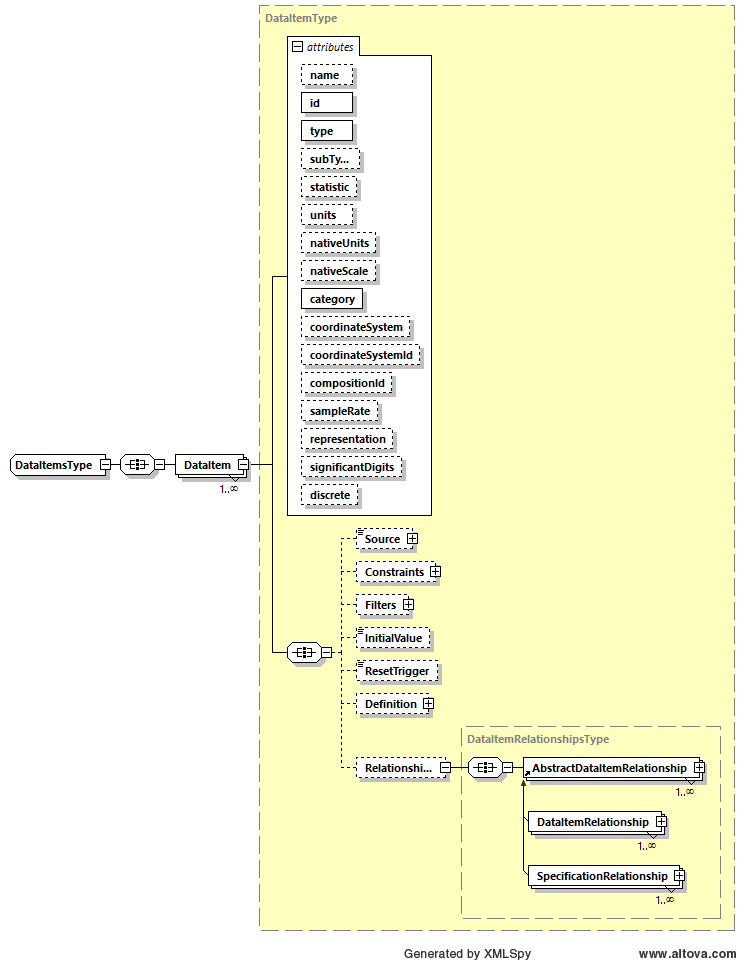 DataItemType
attributes
name
id
type
subTy...
statistic
units
nativeUnits
nativeScale
category
coordinateSystem
coordinateSystemId
compositionId
sampleRate
representation
significantDigits
discrete
DataItemsType
DataItem
1..∞
Source
Constraints
Filters
InitialValue
ResetTrigger
Definition
DataItemRelationshipsType
Relationshi...
AbstractDataItemRelationship
1..∞
DataItemRelationship
1..∞
SpecificationRelationship
1..∞
Generated by XMLSpy www.altova.com